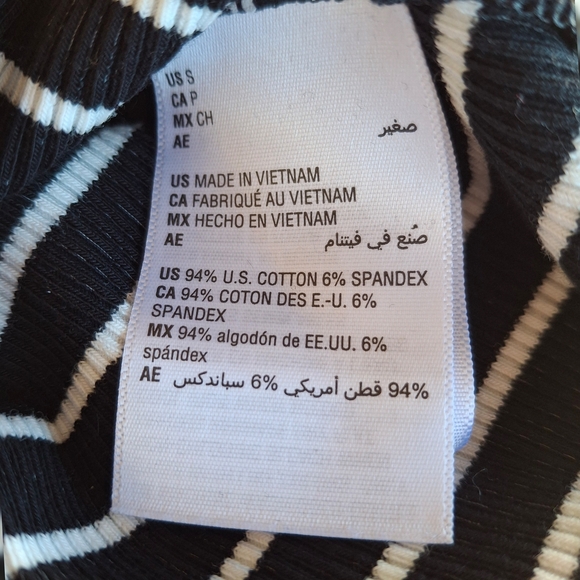 US S
CA P
MX CH
AE صغير
US MADE IN VIETNAM
CA FABRIQUÉ AU VIETNAM
MX HECHO EN VIETNAM
AE صُنع في فيتنام
US 94% U.S. COTTON 6% SPANDEX
CA 94% COTON DES E.-U. 6%
SPANDEX
MX 94% algodón de EE.UU. 6%
spándex
AE 94% قطن أمريكي 6% سباندكس